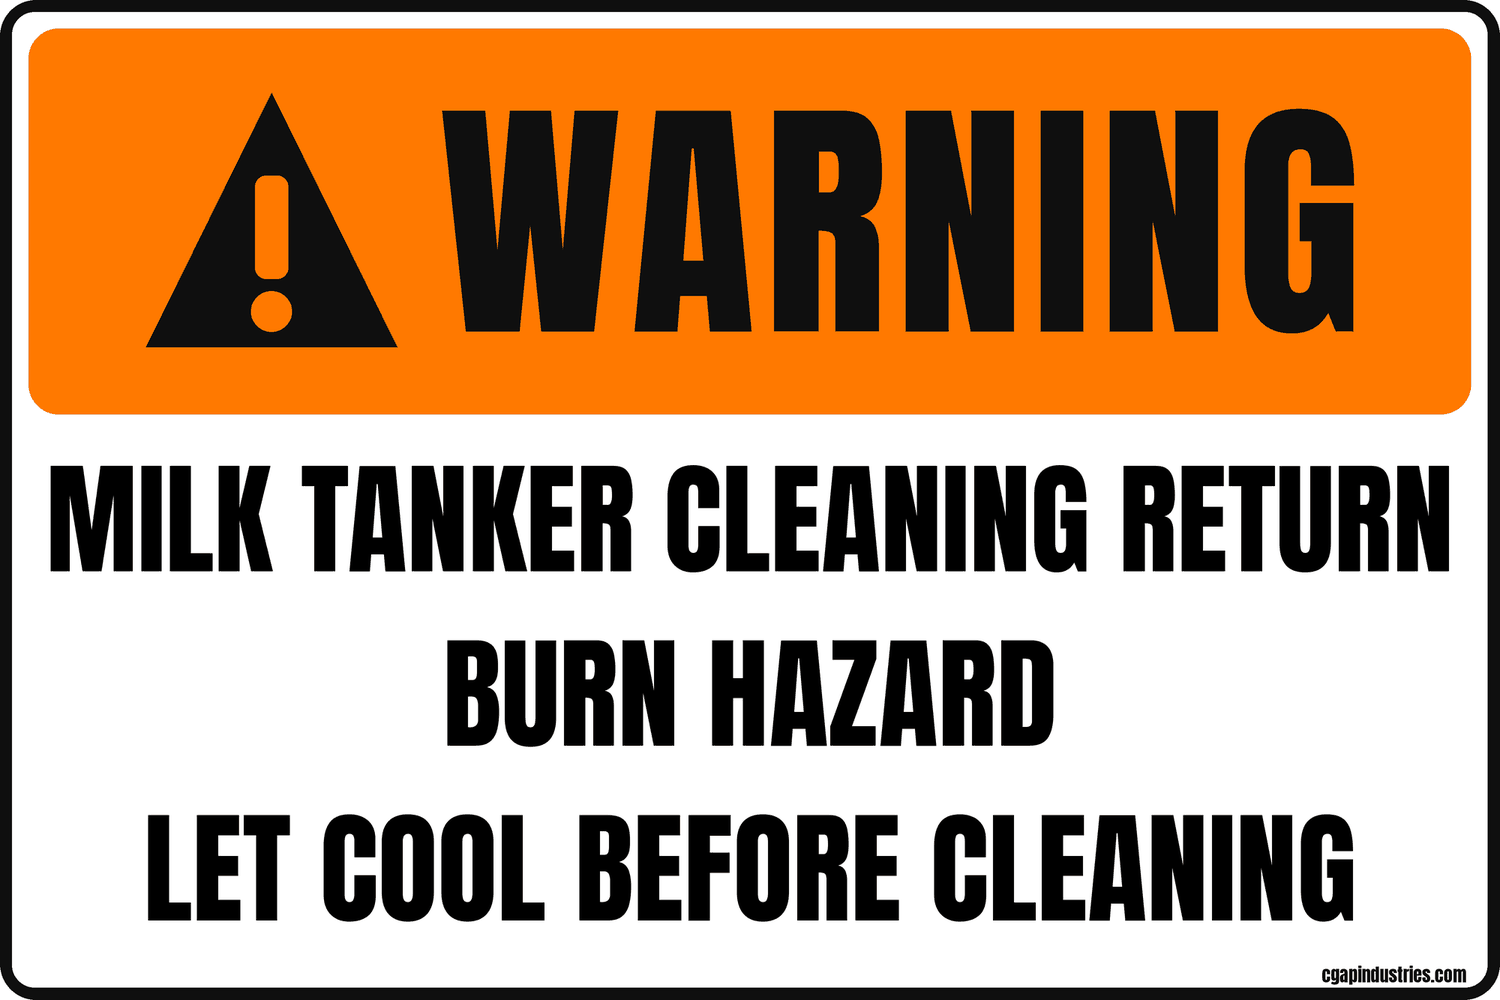 WARNING
MILK TANKER CLEANING RETURN
BURN HAZARD
LET COOL BEFORE CLEANING
cgapindustries.com